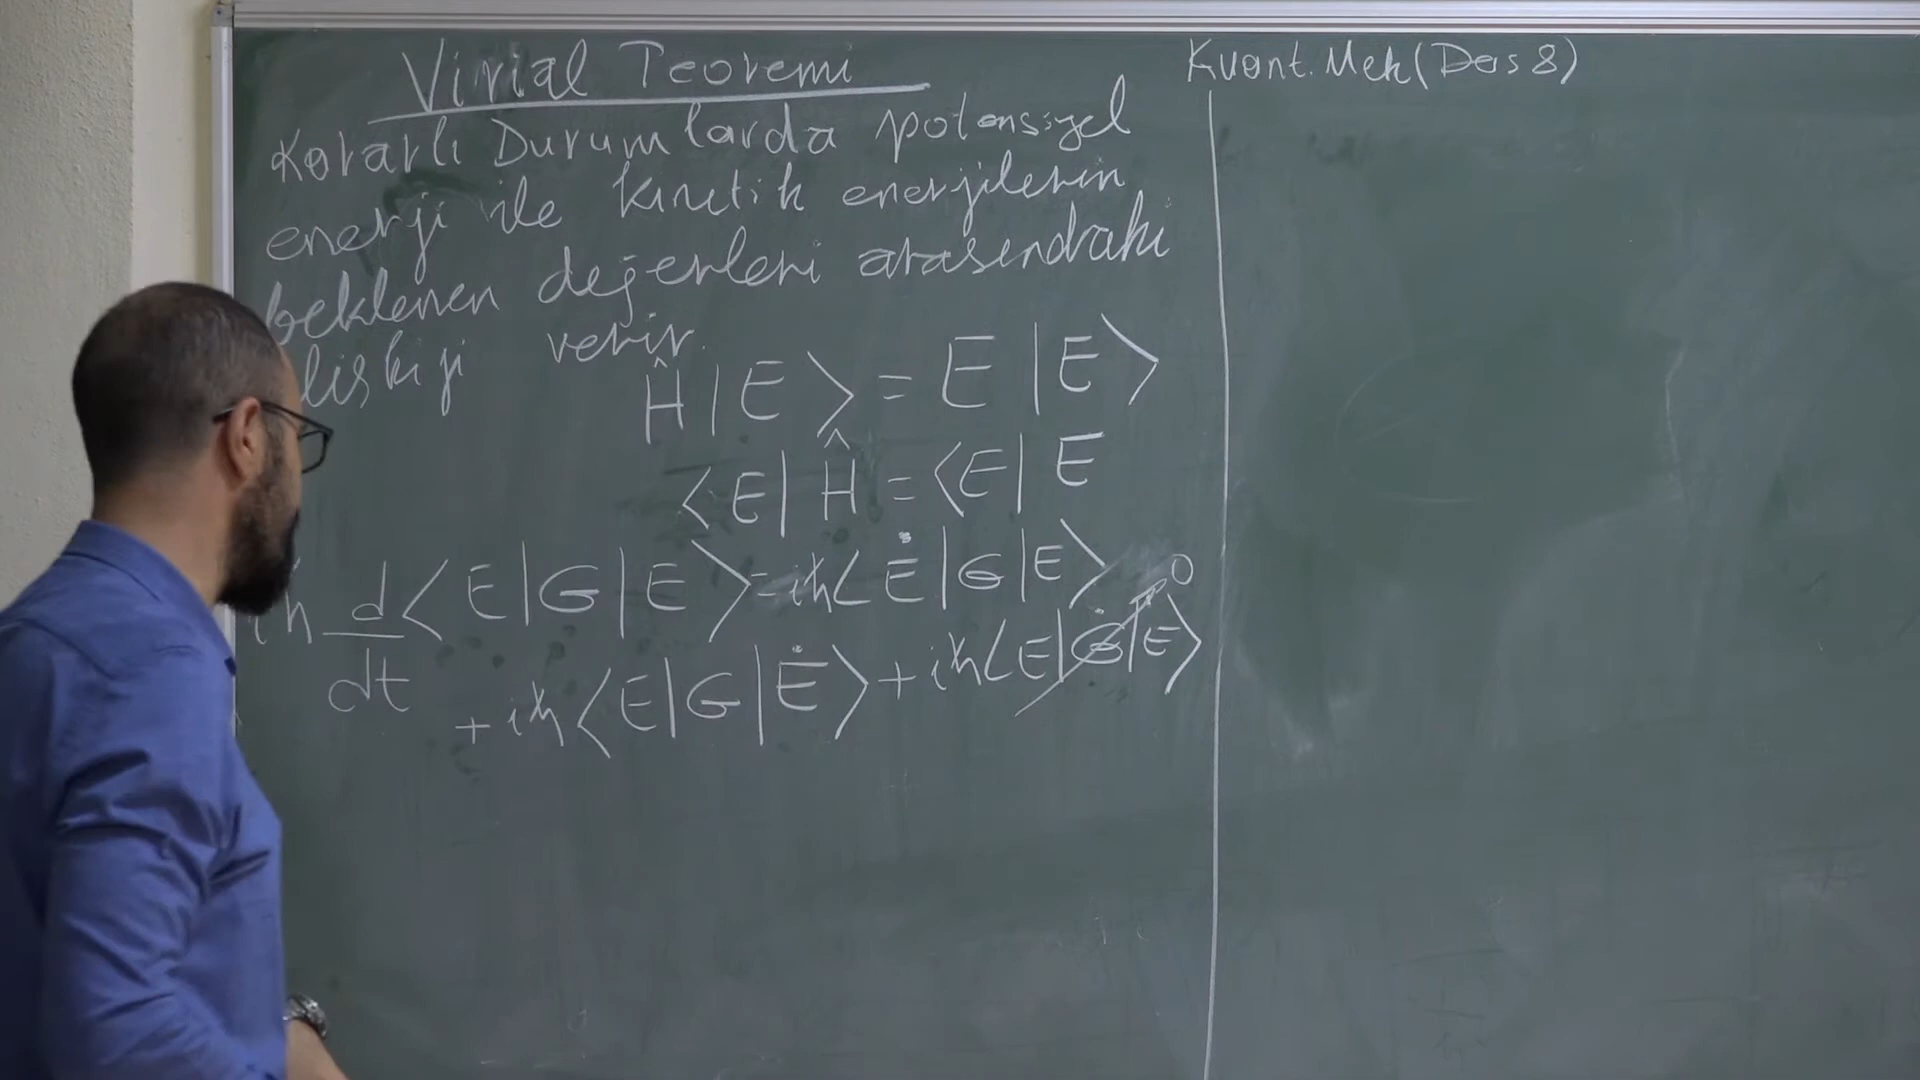 Virial Teoremi
Kararlı Durumlarda potansiyel
enerji ile kinetik enerjilerin
beklenen değerleri arasındaki
ilişkiyi verir.
Ĥ|E⟩ = E|E⟩
⟨E|Ĥ = ⟨E|E
iħ d/dt ⟨E|G|E⟩ = iħ⟨Ė|G|E⟩
+ iħ⟨E|G|Ė⟩ + iħ⟨E|Ġ|E⟩ 0
Kuant. Mek (Ders 8)